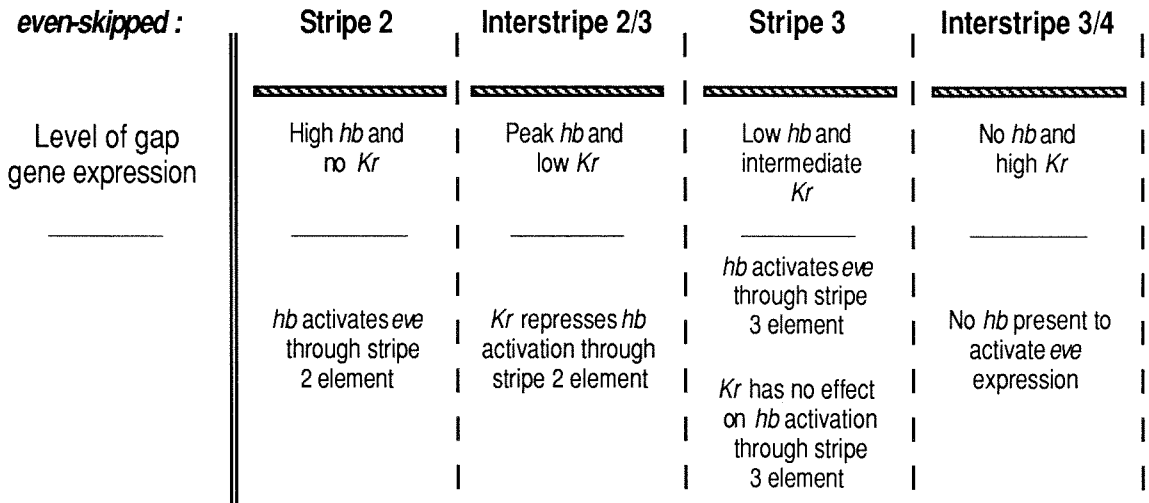 even-skipped :
Stripe 2
Interstripe 2/3
Stripe 3
Interstripe 3/4
Level of gap
gene expression
High hb and
no Kr
Peak hb and
low Kr
Low hb and
intermediate
Kr
No hb and
high Kr
hb activates eve
through stripe
2 element
Kr represses hb
activation through
stripe 2 element
hb activates eve
through stripe
3 element
Kr has no effect
on hb activation
through stripe
3 element
No hb present to
activate eve
expression